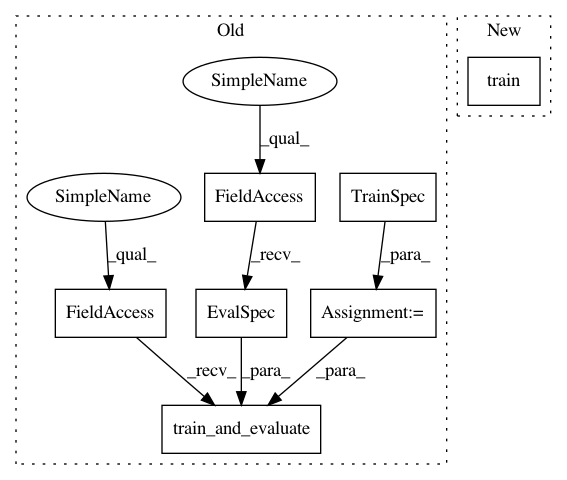 Old
New
SimpleName
train
_qual_
SimpleName
FieldAccess
TrainSpec
_qual_
_recv_
_para_
FieldAccess
EvalSpec
Assignment:=
_recv_
_para_
_para_
train_and_evaluate